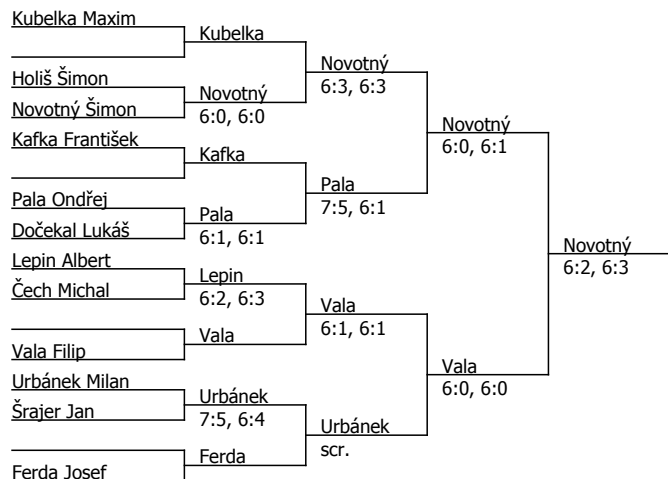 Kubelka Maxim
Kubelka
Novotný
6:3, 6:3
Holiš Šimon
Novotný Šimon
Novotný
6:0, 6:0
Novotný
6:0, 6:1
Kafka František
Kafka
Pala
7:5, 6:1
Pala Ondřej
Dočekal Lukáš
Pala
6:1, 6:1
Novotný
6:2, 6:3
Lepin Albert
Čech Michal
Lepin
6:2, 6:3
Vala
6:1, 6:1
Vala
Vala Filip
Vala
6:0, 6:0
Urbánek Milan
Šrajer Jan
Urbánek
7:5, 6:4
Urbánek
scr.
Ferda
Ferda Josef